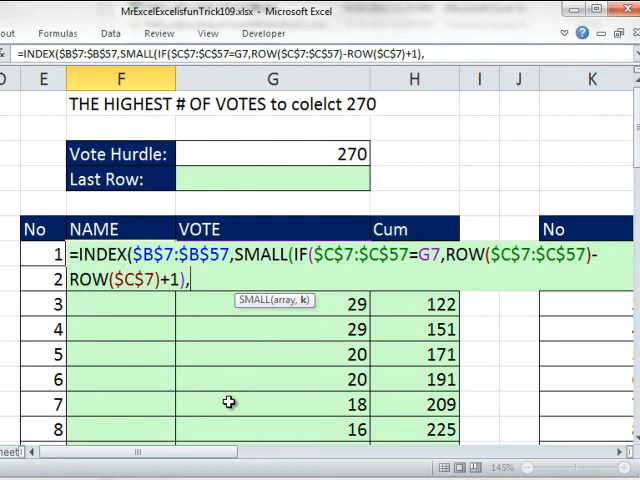 MrExcelExcelisfunTrick109.xlsx - Microsoft Excel
out Formulas Data Review View Developer
=INDEX($B$7:$B$57,SMALL(IF($C$7:$C$57=G7,ROW($C$7:$C$57)-ROW($C$7)+1),
D E F G H I J K
THE HIGHEST # OF VOTES to colelct 270
Vote Hurdle: 270
Last Row:
No NAME VOTE Cum No
1 =INDEX($B$7:$B$57,SMALL(IF($C$7:$C$57=G7,ROW($C$7:$C$57)-
2 ROW($C$7)+1),
SMALL(array, k)
3 29 122
4 29 151
5 20 171
6 20 191
7 18 209
8 16 225
heet
145%